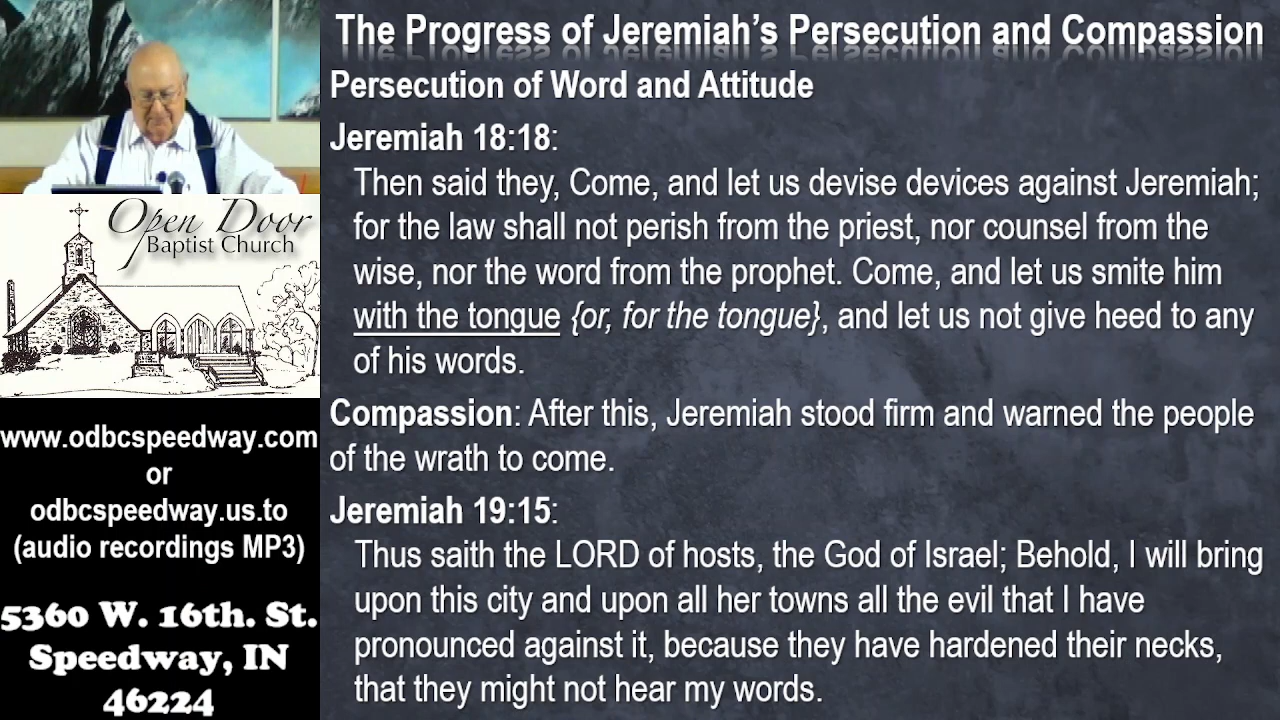 The Progress of Jeremiah’s Persecution and Compassion
Persecution of Word and Attitude
Jeremiah 18:18:
Then said they, Come, and let us devise devices against Jeremiah;
for the law shall not perish from the priest, nor counsel from the
wise, nor the word from the prophet. Come, and let us smite him
with the tongue {or, for the tongue}, and let us not give heed to any
of his words.
Compassion: After this, Jeremiah stood firm and warned the people
of the wrath to come.
Jeremiah 19:15:
Thus saith the LORD of hosts, the God of Israel; Behold, I will bring
upon this city and upon all her towns all the evil that I have
pronounced against it, because they have hardened their necks,
that they might not hear my words.
Open Door
Baptist Church
www.odbcspeedway.com
or
odbcspeedway.us.to
(audio recordings MP3)
5360 W. 16th. St.
Speedway, IN
46224